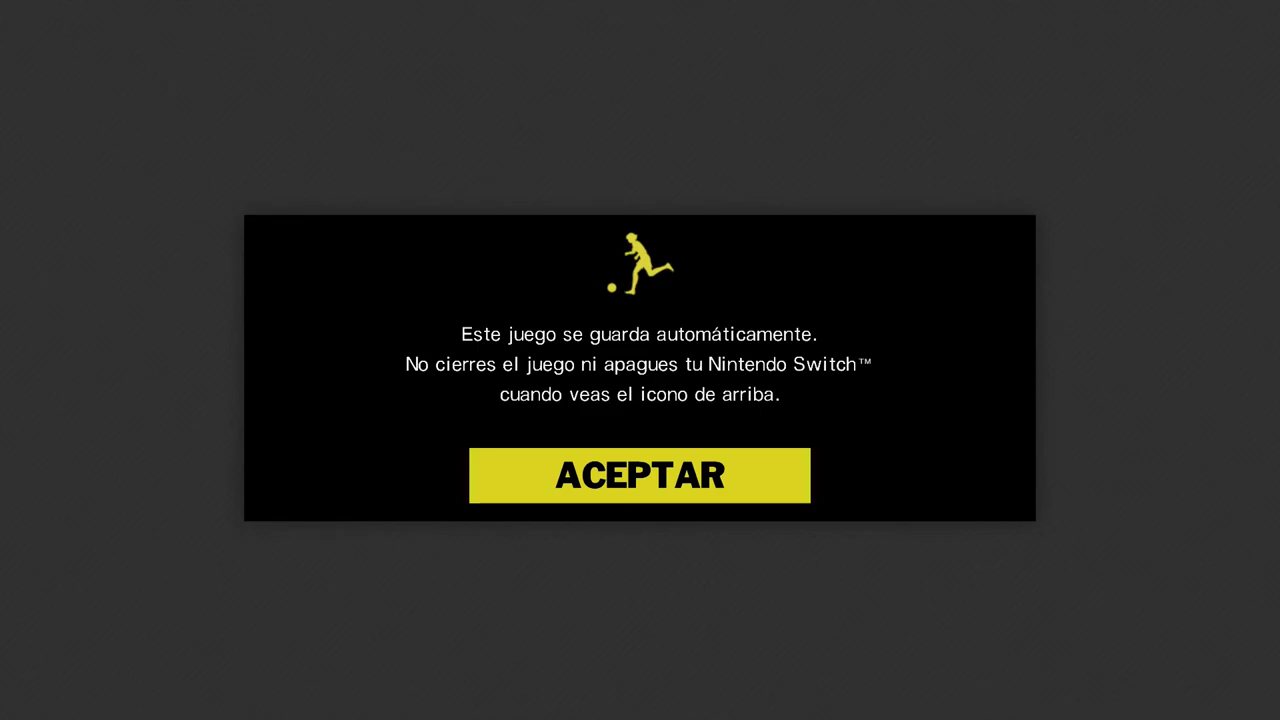 Este juego se guarda automáticamente.
No cierres el juego ni apagues tu Nintendo Switch™
cuando veas el icono de arriba.
ACEPTAR